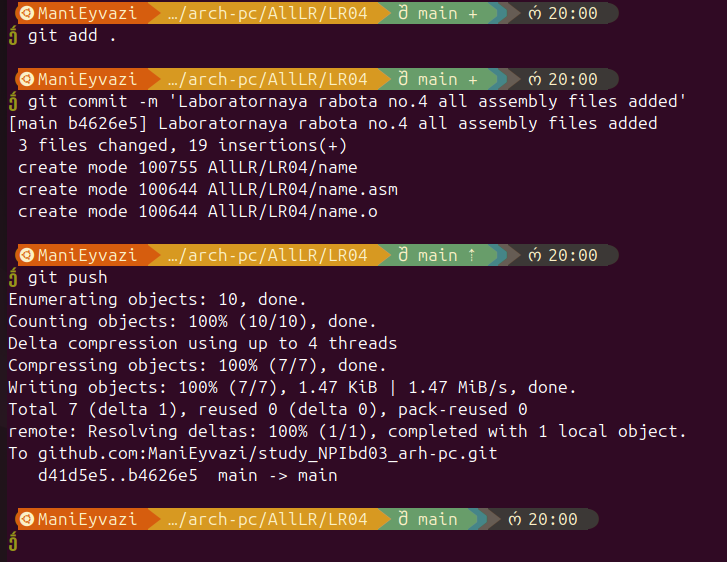 ManiEyvazi …/arch-pc/AllLR/LR04 შ main + ო́ 20:00
ჴ git add .
ManiEyvazi …/arch-pc/AllLR/LR04 შ main + ო́ 20:00
ჴ git commit -m 'Laboratornaya rabota no.4 all assembly files added'
[main b4626e5] Laboratornaya rabota no.4 all assembly files added
3 files changed, 19 insertions(+)
create mode 100755 AllLR/LR04/name
create mode 100644 AllLR/LR04/name.asm
create mode 100644 AllLR/LR04/name.o
ManiEyvazi …/arch-pc/AllLR/LR04 შ main ⇡ ო́ 20:00
ჴ git push
Enumerating objects: 10, done.
Counting objects: 100% (10/10), done.
Delta compression using up to 4 threads
Compressing objects: 100% (7/7), done.
Writing objects: 100% (7/7), 1.47 KiB | 1.47 MiB/s, done.
Total 7 (delta 1), reused 0 (delta 0), pack-reused 0
remote: Resolving deltas: 100% (1/1), completed with 1 local object.
To github.com:ManiEyvazi/study_NPIbd03_arh-pc.git
d41d5e5..b4626e5 main -> main
ManiEyvazi …/arch-pc/AllLR/LR04 შ main ო́ 20:00
ჴ